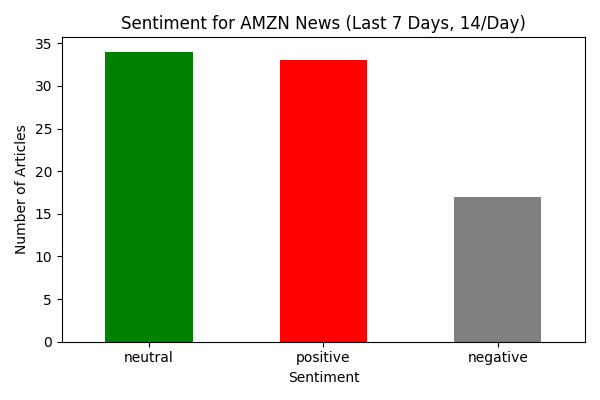 Sentiment for AMZN News (Last 7 Days, 14/Day)
35
30
25
20
15
10
5
0
Number of Articles
neutral
positive
negative
Sentiment